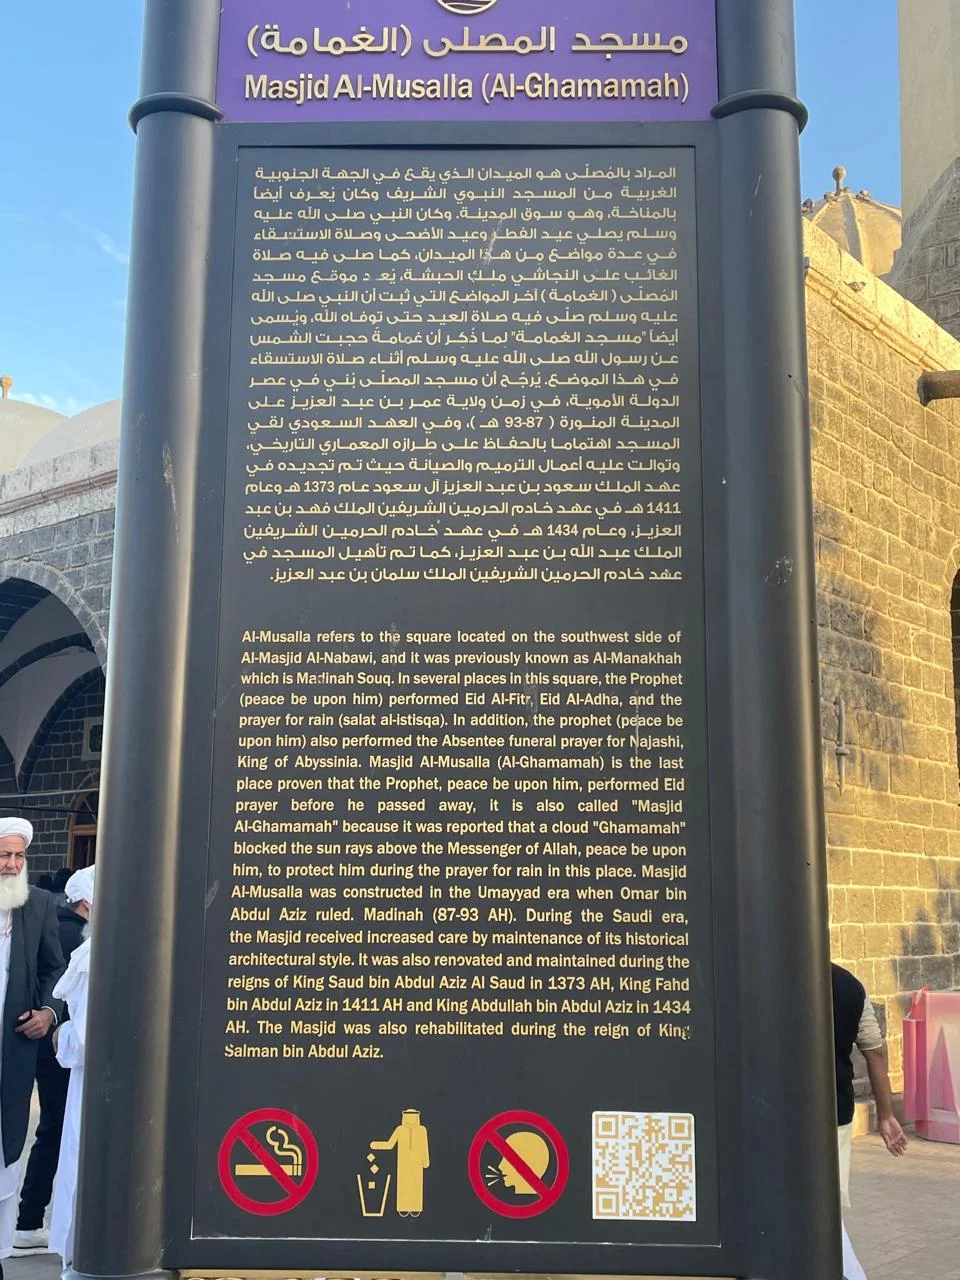 مسجد المصلى (الغمامة)
Masjid Al-Musalla (Al-Ghamamah)
المراد بالمُصلّى هو الميدان الذي يقع في الجهة الجنوبية
الغربية من المسجد النبوي الشريف وكان يُعرف أيضاً
بالمناخة، وهو سوق المدينة. وكان النبي صلى الله عليه
وسلم يصلي عيد الفطر وعيد الأضحى وصلاة الاستسقاء
في عدة مواضع من هذا الميدان، كما صلى فيه صلاة
الغائب على النجاشي ملك الحبشة، يُعد موقع مسجد
المُصلّى ( الغمامة ) آخر المواضع التي ثبت أن النبي صلى الله
عليه وسلم صلّى فيه صلاة العيد حتى توفاه الله، ويُسمى
أيضاً "مسجد الغمامة" لما ذُكِر أن غمامةً حجبت الشمس
عن رسول الله صلى الله عليه وسلم أثناء صلاة الاستسقاء
في هذا الموضع. يُرجّح أن مسجد المصلّى بُني في عصر
الدولة الأموية، في زمن ولاية عمر بن عبد العزيز على
المدينة المنورة ( 87-93 هـ )، وفي العهد السعودي لقي
المسجد اهتماما بالحفاظ على طرازه المعماري التاريخي،
وتوالت عليه أعمال الترميم والصيانة حيث تم تجديده في
عهد الملك سعود بن عبد العزيز آل سعود عام 1373 هـ وعام
1411 هـ في عهد خادم الحرمين الشريفين الملك فهد بن عبد
العزيز، وعام 1434 هـ في عهد خادم الحرمين الشريفين
الملك عبد الله بن عبد العزيز، كما تم تأهيل المسجد في
عهد خادم الحرمين الشريفين الملك سلمان بن عبد العزيز.
Al-Musalla refers to the square located on the southwest side of
Al-Masjid Al-Nabawi, and it was previously known as Al-Manakhah
which is Madinah Souq. In several places in this square, the Prophet
(peace be upon him) performed Eid Al-Fitr, Eid Al-Adha, and the
prayer for rain (salat al-istisqa). In addition, the prophet (peace be
upon him) also performed the Absentee funeral prayer for Najashi,
King of Abyssinia. Masjid Al-Musalla (Al-Ghamamah) is the last
place proven that the Prophet, peace be upon him, performed Eid
prayer before he passed away, it is also called "Masjid
Al-Ghamamah" because it was reported that a cloud "Ghamamah"
blocked the sun rays above the Messenger of Allah, peace be upon
him, to protect him during the prayer for rain in this place. Masjid
Al-Musalla was constructed in the Umayyad era when Omar bin
Abdul Aziz ruled. Madinah (87-93 AH). During the Saudi era,
the Masjid received increased care by maintenance of its historical
architectural style. It was also renovated and maintained during the
reigns of King Saud bin Abdul Aziz Al Saud in 1373 AH, King Fahd
bin Abdul Aziz in 1411 AH and King Abdullah bin Abdul Aziz in 1434
AH. The Masjid was also rehabilitated during the reign of King
Salman bin Abdul Aziz.